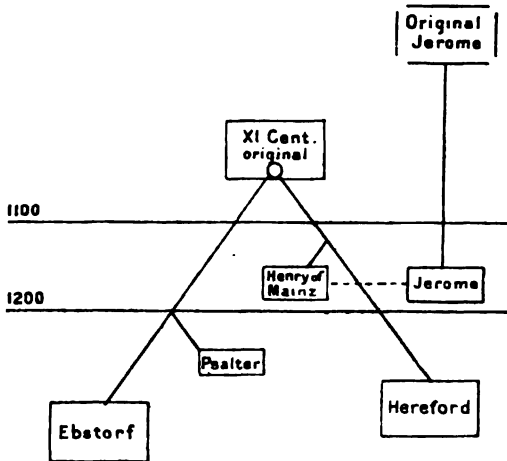 Original
Jerome
XI Cent.
original
1100
Henry of
Mainz
Jerome
1200
Psalter
Ebstorf
Hereford